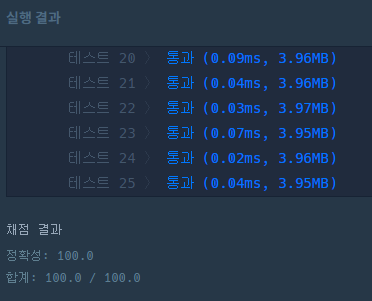 실행 결과
테스트 20 〉 통과 (0.09ms, 3.96MB)
테스트 21 〉 통과 (0.04ms, 3.96MB)
테스트 22 〉 통과 (0.03ms, 3.97MB)
테스트 23 〉 통과 (0.07ms, 3.95MB)
테스트 24 〉 통과 (0.02ms, 3.96MB)
테스트 25 〉 통과 (0.04ms, 3.95MB)
채점 결과
정확성: 100.0
합계: 100.0 / 100.0